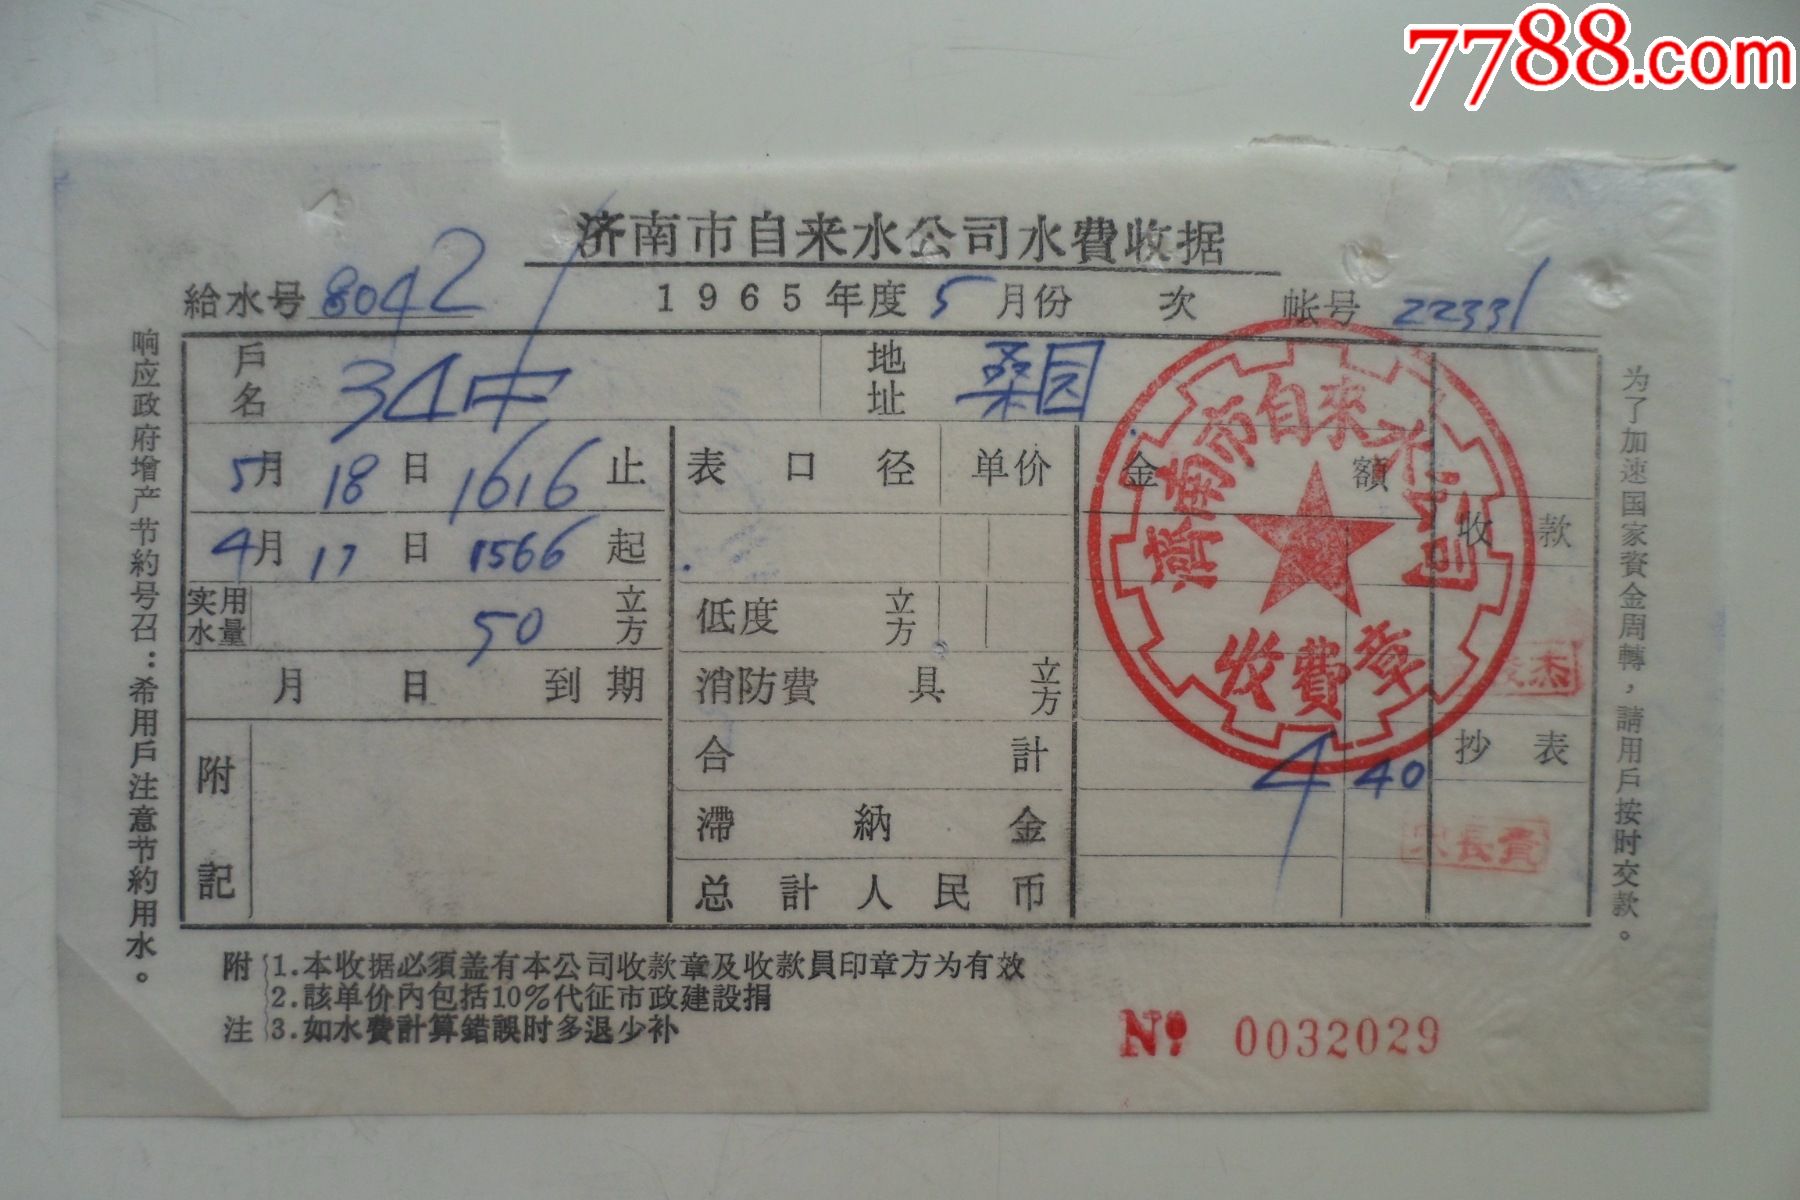 7788.com
济南市自来水公司水費收据
給水号 8042 1965年度 5 月份 次 帐号 22331
户名 34中 地址 桑园
5月 18 日 1616 止 表口径 单价 金額
4月 17 日 1566 起 收款
实用水量 50 立方 低度 立方
月 日 到期 消防費 具 立方
附記 合計 4 40 抄表
滯納金
总計人民币
濟南市自來水公司
收費章
响应政府增产节約号召：希用戶注意节約用水。
为了加速国家資金周轉，請用戶按时交款。
附注
1.本收据必須盖有本公司收款章及收款員印章方为有效
2.該单价內包括10%代征市政建設捐
3.如水費計算錯誤时多退少补
№ 0032029